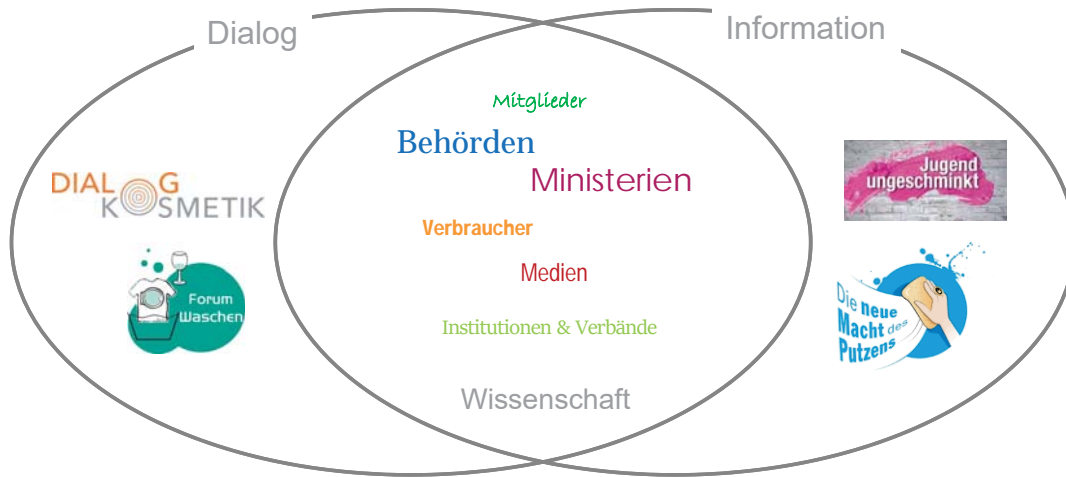 Dialog
Information
Mitglieder
Behörden
Ministerien
Verbraucher
Medien
Institutionen & Verbände
Wissenschaft
DIALOG
KOSMETIK
Forum
Waschen
Jugend
ungeschminkt
Die neue
Macht des
Putzens